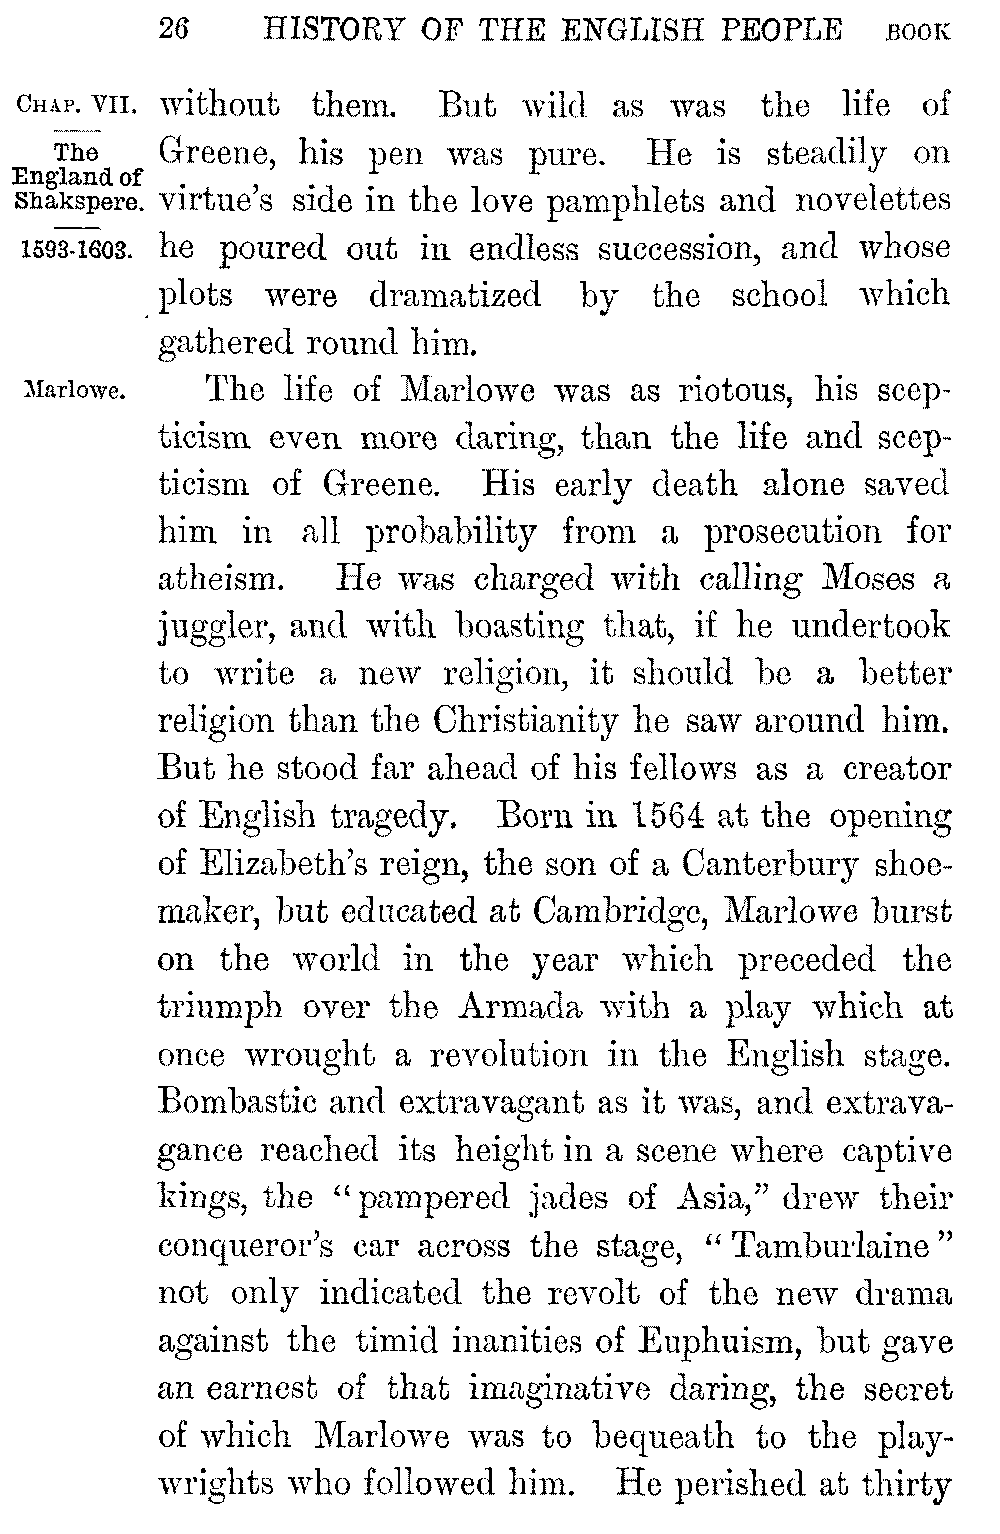 26 HISTORY OF THE ENGLISH PEOPLE BOOK
CHAP. VII.
The
England of
Shakspere.
1593-1603.
without them. But wild as was the life of
Greene, his pen was pure. He is steadily on
virtue's side in the love pamphlets and novelettes
he poured out in endless succession, and whose
plots were dramatized by the school which
gathered round him.
Marlowe.
The life of Marlowe was as riotous, his scep-
ticism even more daring, than the life and scep-
ticism of Greene. His early death alone saved
him in all probability from a prosecution for
atheism. He was charged with calling Moses a
juggler, and with boasting that, if he undertook
to write a new religion, it should be a better
religion than the Christianity he saw around him.
But he stood far ahead of his fellows as a creator
of English tragedy. Born in 1564 at the opening
of Elizabeth's reign, the son of a Canterbury shoe-
maker, but educated at Cambridge, Marlowe burst
on the world in the year which preceded the
triumph over the Armada with a play which at
once wrought a revolution in the English stage.
Bombastic and extravagant as it was, and extrava-
gance reached its height in a scene where captive
kings, the "pampered jades of Asia," drew their
conqueror's car across the stage, "Tamburlaine"
not only indicated the revolt of the new drama
against the timid inanities of Euphuism, but gave
an earnest of that imaginative daring, the secret
of which Marlowe was to bequeath to the play-
wrights who followed him. He perished at thirty